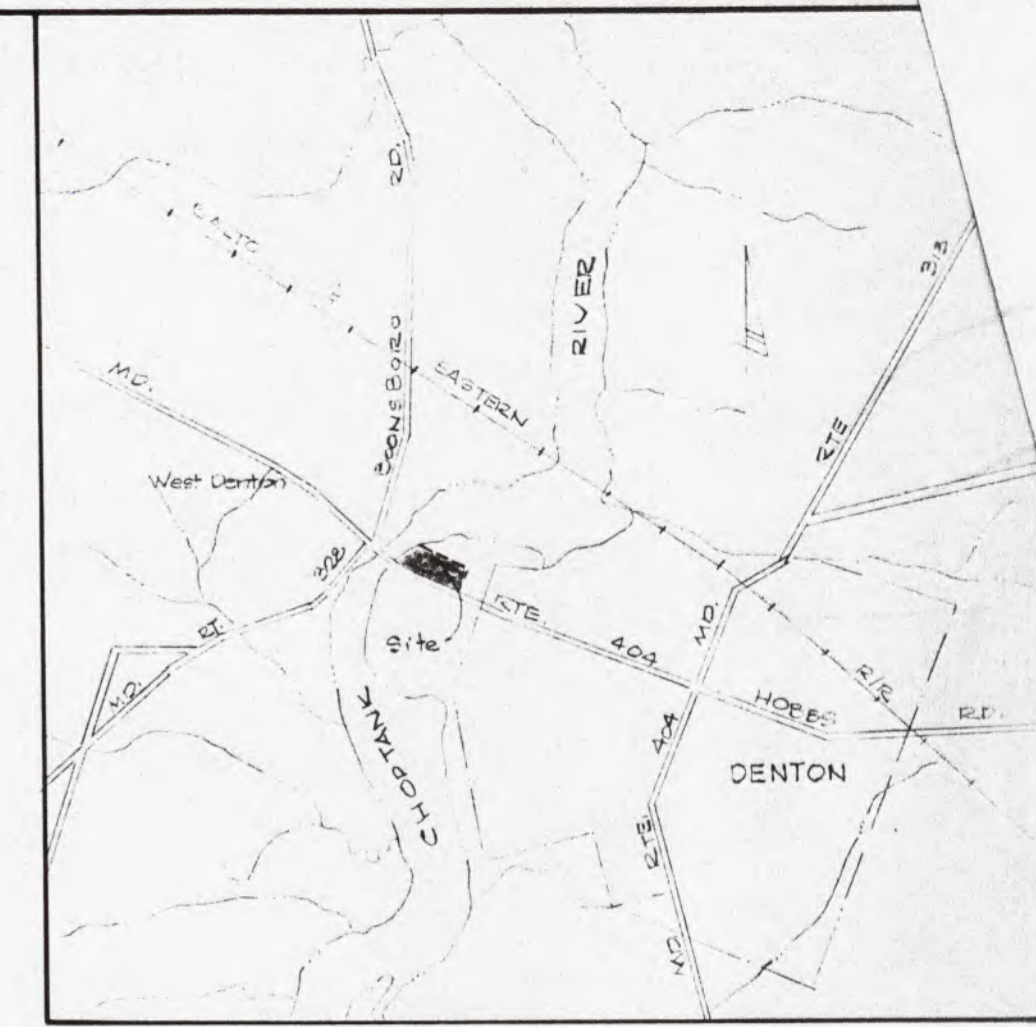 RD.
BALTO
RIVER
313
MD.
BOONSBORO
EASTERN
RTE
West Denton
328
RTE
Site
404
MD.
RT.
MD.
R/R
HOBBS
RD.
404
CHOPTANK
DENTON
RTE.
MD.